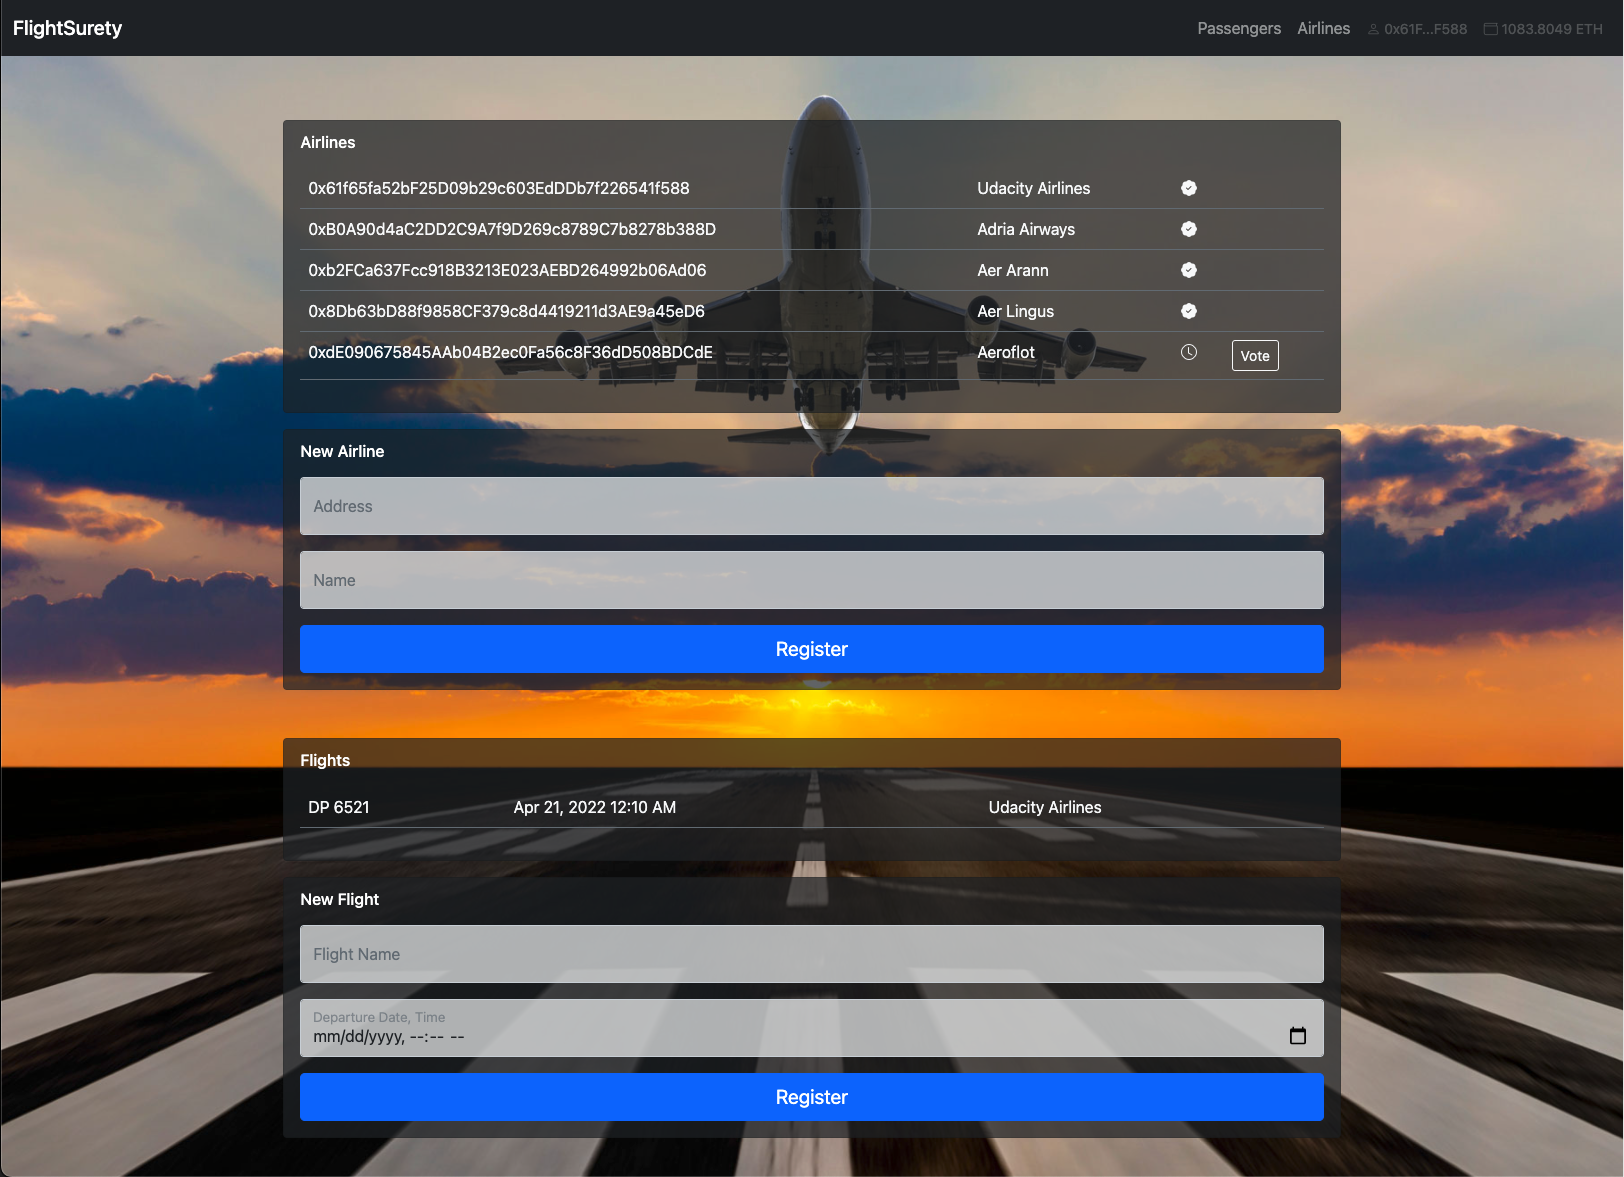 FlightSurety Passengers Airlines 0x61F...F588 1083.8049 ETH
Airlines
0x61f65fa52bF25D09b29c603EdDDb7f226541f588 Udacity Airlines
0xB0A90d4aC2DD2C9A7f9D269c8789C7b8278b388D Adria Airways
0xb2FCa637Fcc918B3213E023AEBD264992b06Ad06 Aer Arann
0x8Db63bD88f9858CF379c8d4419211d3AE9a45eD6 Aer Lingus
0xdE090675845AAb04B2ec0Fa56c8F36dD508BDCdE Aeroflot Vote
New Airline
Address
Name
Register
Flights
DP 6521 Apr 21, 2022 12:10 AM Udacity Airlines
New Flight
Flight Name
Departure Date, Time
mm/dd/yyyy, --:-- --
Register